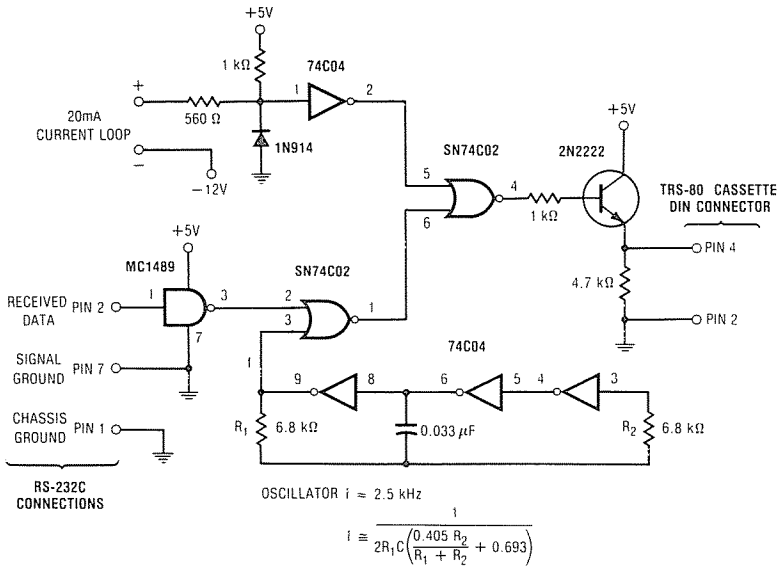 +5V
1 kΩ
74C04
1
2
+
560 Ω
20mA
CURRENT LOOP
1N914
–
–12V
+5V
SN74C02
2N2222
5
4
6
1 kΩ
TRS-80 CASSETTE
DIN CONNECTOR
PIN 4
4.7 kΩ
PIN 2
+5V
MC1489
SN74C02
RECEIVED
DATA
PIN 2
1
3
2
3
1
7
SIGNAL
GROUND
PIN 7
CHASSIS
GROUND
PIN 1
RS-232C
CONNECTIONS
f
74C04
9
8
6
5
4
3
R1
6.8 kΩ
0.033 µF
R2
6.8 kΩ
OSCILLATOR f = 2.5 kHz
f ≅ 1 / 2R1C(0.405 R2 / R1 + R2 + 0.693)